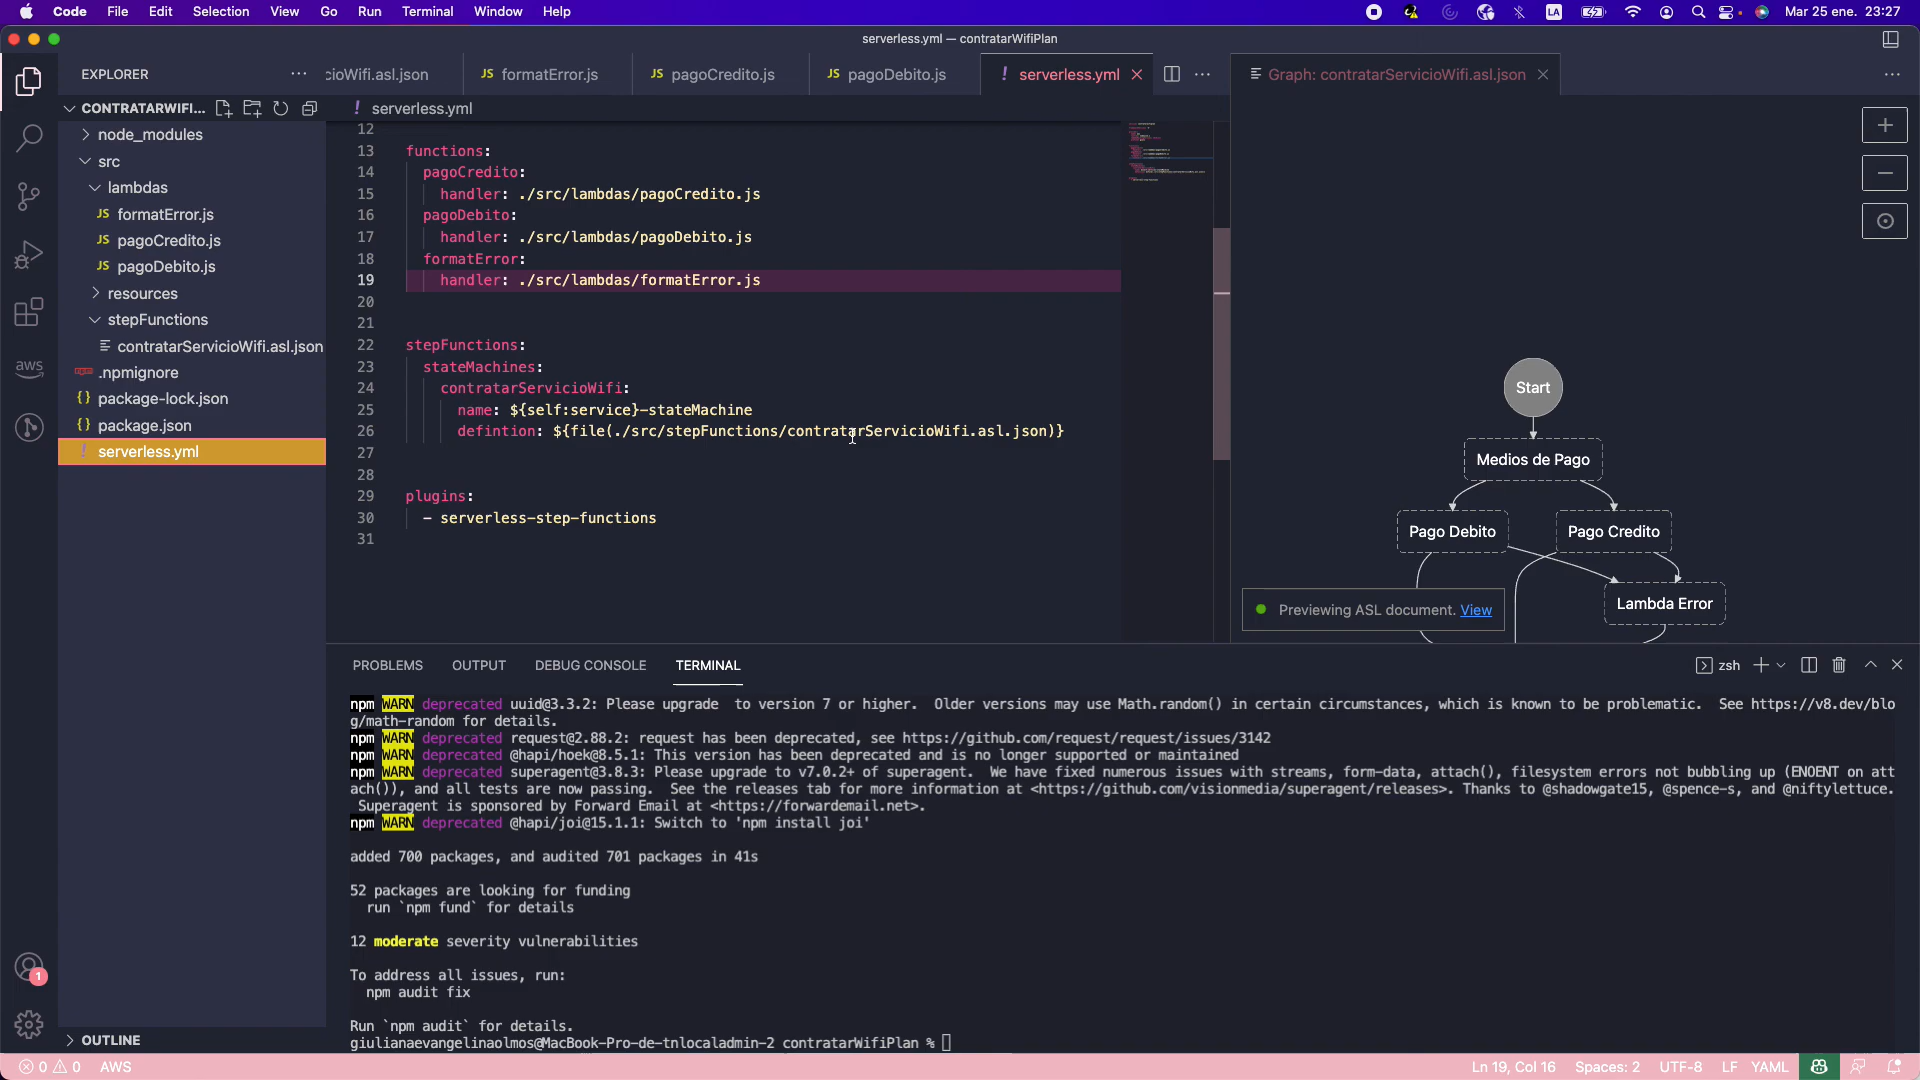 Code File Edit Selection View Go Run Terminal Window Help
LA
Mar 25 ene. 23:27
serverless.yml — contratarWifiPlan
EXPLORER
cioWifi.asl.json
JS formatError.js
JS pagoCredito.js
JS pagoDebito.js
! serverless.yml
Graph: contratarServicioWifi.asl.json
CONTRATARWIFI...
node_modules
src
lambdas
JS formatError.js
JS pagoCredito.js
JS pagoDebito.js
resources
stepFunctions
contratarServicioWifi.asl.json
npm .npmignore
{} package-lock.json
{} package.json
! serverless.yml
OUTLINE
aws
1
! serverless.yml
12
13 functions:
14 pagoCredito:
15 handler: ./src/lambdas/pagoCredito.js
16 pagoDebito:
17 handler: ./src/lambdas/pagoDebito.js
18 formatError:
19 handler: ./src/lambdas/formatError.js
20
21
22 stepFunctions:
23 stateMachines:
24 contratarServicioWifi:
25 name: ${self:service}-stateMachine
26 defintion: ${file(./src/stepFunctions/contratarServicioWifi.asl.json)}
27
28
29 plugins:
30 - serverless-step-functions
31
Start
Medios de Pago
Pago Debito
Pago Credito
Lambda Error
Previewing ASL document. View
PROBLEMS OUTPUT DEBUG CONSOLE TERMINAL
zsh
npm WARN deprecated uuid@3.3.2: Please upgrade  to version 7 or higher.  Older versions may use Math.random() in certain circumstances, which is known to be problematic.  See https://v8.dev/blo
g/math-random for details.
npm WARN deprecated request@2.88.2: request has been deprecated, see https://github.com/request/request/issues/3142
npm WARN deprecated @hapi/hoek@8.5.1: This version has been deprecated and is no longer supported or maintained
npm WARN deprecated superagent@3.8.3: Please upgrade to v7.0.2+ of superagent.  We have fixed numerous issues with streams, form-data, attach(), filesystem errors not bubbling up (ENOENT on att
ach()), and all tests are now passing.  See the releases tab for more information at <https://github.com/visionmedia/superagent/releases>. Thanks to @shadowgate15, @spence-s, and @niftylettuce.
Superagent is sponsored by Forward Email at <https://forwardemail.net>.
npm WARN deprecated @hapi/joi@15.1.1: Switch to 'npm install joi'
added 700 packages, and audited 701 packages in 41s
52 packages are looking for funding
run `npm fund` for details
12 moderate severity vulnerabilities
To address all issues, run:
npm audit fix
Run `npm audit` for details.
giulianaevangelinaolmos@MacBook-Pro-de-tnlocaladmin-2 contratarWifiPlan %
0 0 AWS
Ln 19, Col 16 Spaces: 2 UTF-8 LF YAML